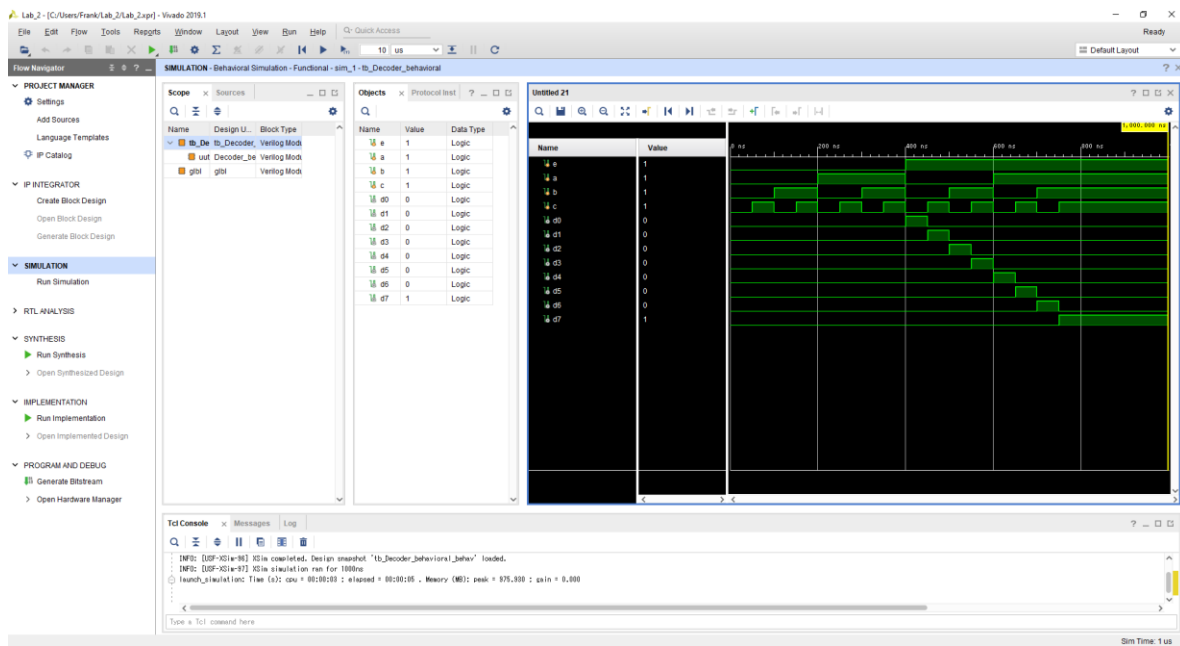 Lab_2 - [C:/Users/Frank/Lab_2/Lab_2.xpr] - Vivado 2019.1
File Edit Flow Tools Reports Window Layout View Run Help Quick Access
Ready
10 us
Default Layout
Flow Navigator
SIMULATION - Behavioral Simulation - Functional - sim_1 - tb_Decoder_behavioral
PROJECT MANAGER
Settings
Add Sources
Language Templates
IP Catalog
IP INTEGRATOR
Create Block Design
Open Block Design
Generate Block Design
SIMULATION
Run Simulation
RTL ANALYSIS
SYNTHESIS
Run Synthesis
Open Synthesized Design
IMPLEMENTATION
Run Implementation
Open Implemented Design
PROGRAM AND DEBUG
Generate Bitstream
Open Hardware Manager
Scope Sources
Name Design U... Block Type
tb_De tb_Decoder_ Verilog Modu
uut Decoder_be Verilog Modu
glbl glbl Verilog Modu
Objects Protocol Inst
Name Value Data Type
e 1 Logic
a 1 Logic
b 1 Logic
c 1 Logic
d0 0 Logic
d1 0 Logic
d2 0 Logic
d3 0 Logic
d4 0 Logic
d5 0 Logic
d6 0 Logic
d7 1 Logic
Untitled 21
1,000.000 ns
Name Value
0 ns 200 ns 400 ns 600 ns 800 ns
e 1
a 1
b 1
c 1
d0 0
d1 0
d2 0
d3 0
d4 0
d5 0
d6 0
d7 1
Tcl Console Messages Log
INFO: [USF-XSim-96] XSim completed. Design snapshot 'tb_Decoder_behavioral_behav' loaded.
INFO: [USF-XSim-97] XSim simulation ran for 1000ns
launch_simulation: Time (s): cpu = 00:00:03 ; elapsed = 00:00:05 . Memory (MB): peak = 975.930 ; gain = 0.000
Type a Tcl command here
Sim Time: 1 us